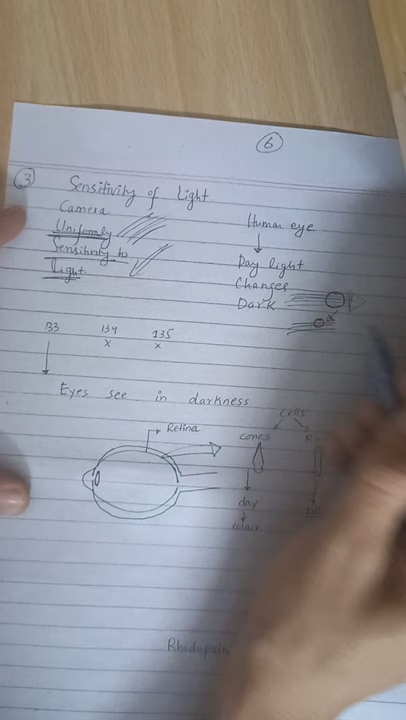 6
3
Sensitivity of Light
Camera
Uniformly
Sensitivity to
Light
Human eye
Day light
Changes
Dark
133 134 135
x x
Eyes see in darkness
Retina
Cells
cones
day
colour
Rhodopsin